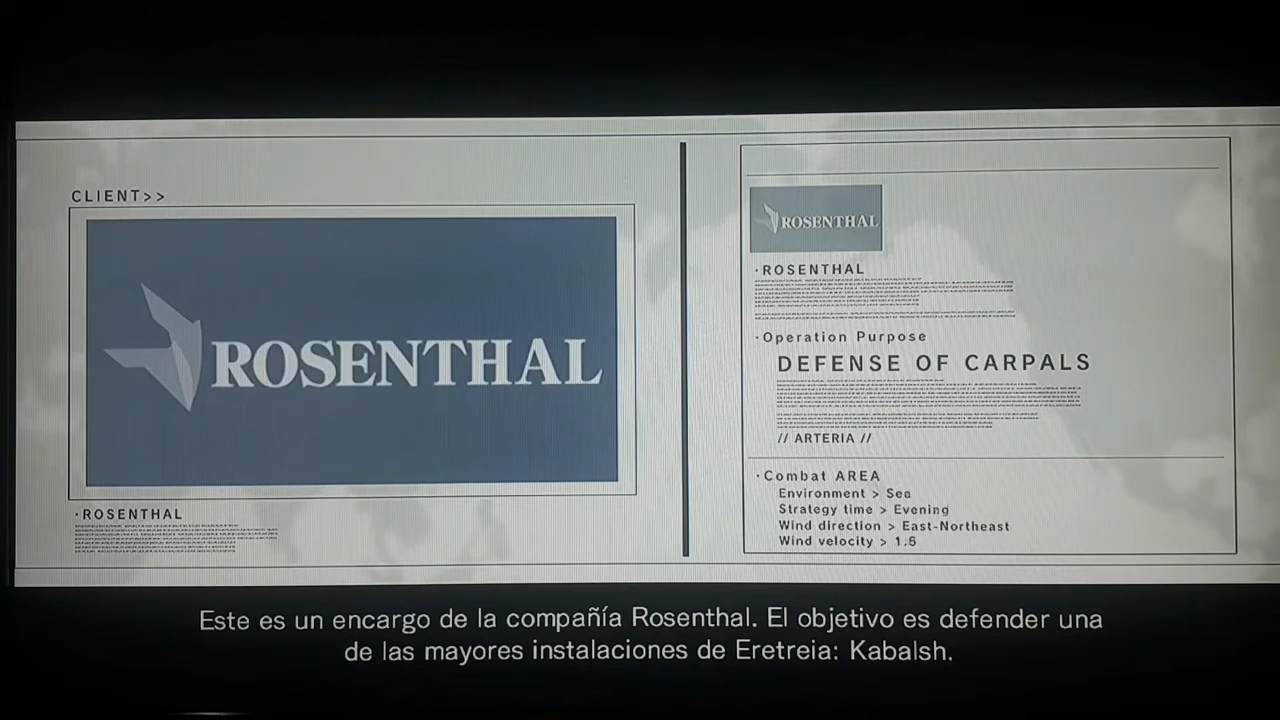 CLIENT>>
ROSENTHAL
·ROSENTHAL
ROSENTHAL
·ROSENTHAL
·Operation Purpose
DEFENSE OF CARPALS
// ARTERIA //
·Combat AREA
Environment > Sea
Strategy time > Evening
Wind direction > East-Northeast
Wind velocity > 1.5
Este es un encargo de la compañía Rosenthal. El objetivo es defender una
de las mayores instalaciones de Eretreia: Kabalsh.